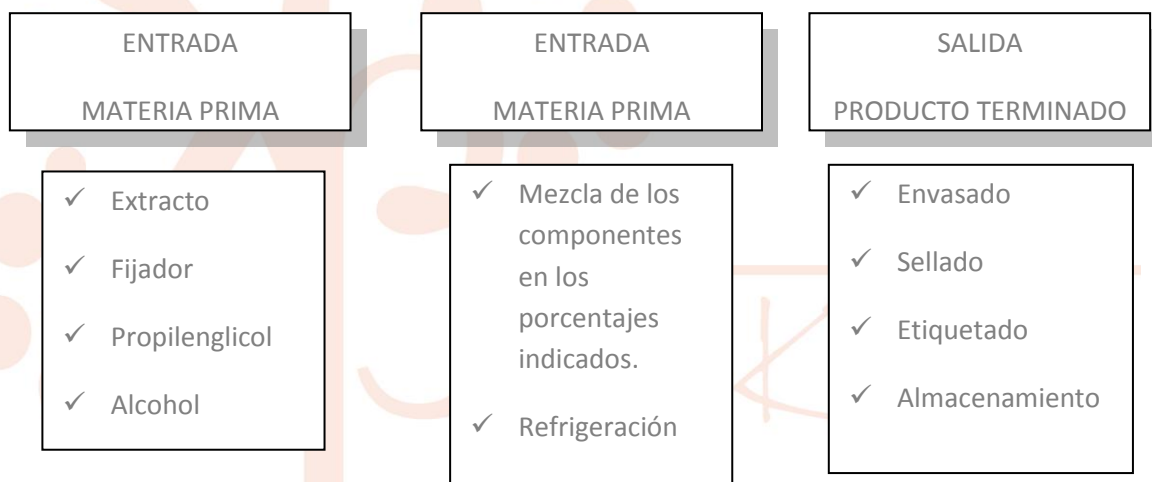 ENTRADA
MATERIA PRIMA
✓ Extracto
✓ Fijador
✓ Propilenglicol
✓ Alcohol
ENTRADA
MATERIA PRIMA
✓ Mezcla de los
componentes
en los
porcentajes
indicados.
✓ Refrigeración
SALIDA
PRODUCTO TERMINADO
✓ Envasado
✓ Sellado
✓ Etiquetado
✓ Almacenamiento